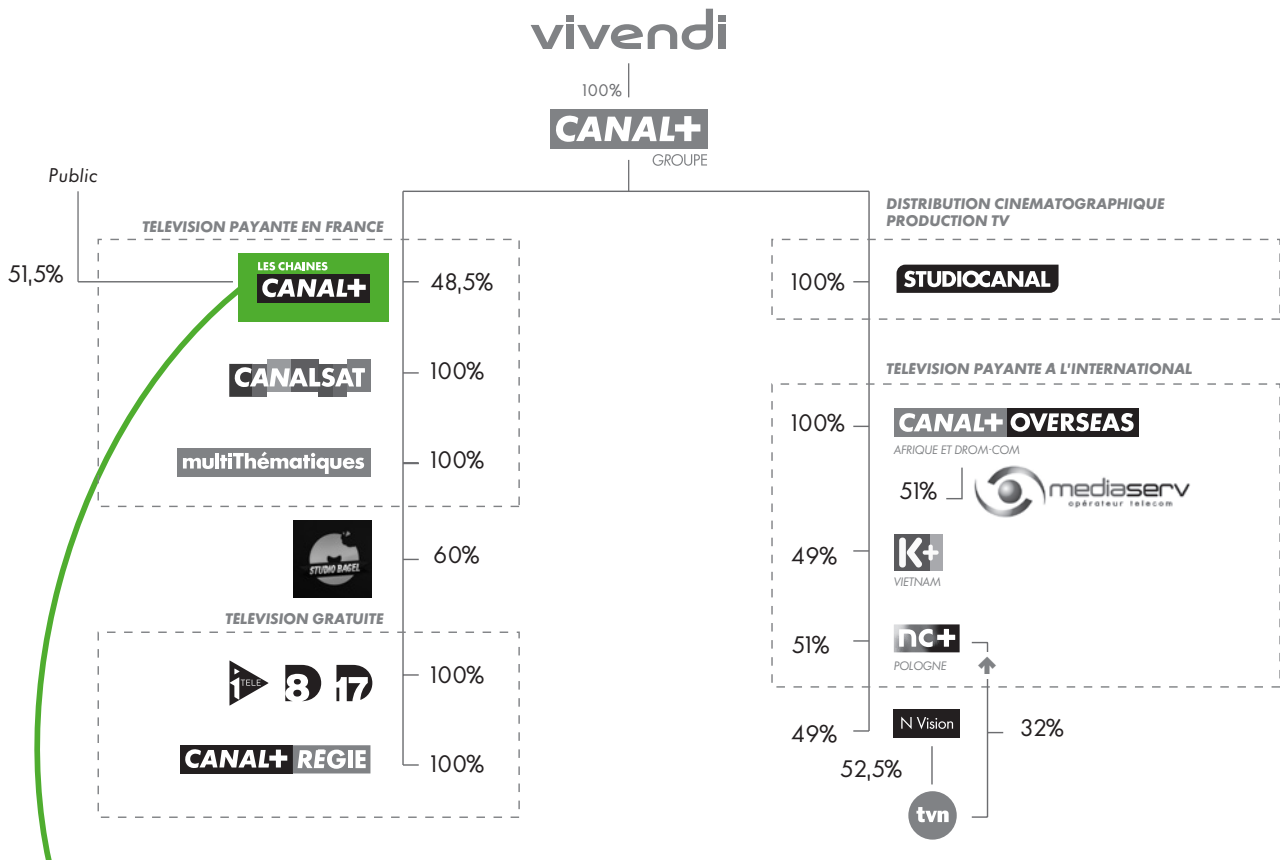 vivendi
100%
CANAL+
GROUPE
Public
TELEVISION PAYANTE EN FRANCE
51,5%
LES CHAINES
CANAL+
48,5%
CANALSAT
100%
multiThématiques
100%
STUDIO BAGEL
60%
TELEVISION GRATUITE
1 TELE
D8
D17
100%
CANAL+ REGIE
100%
DISTRIBUTION CINEMATOGRAPHIQUE
PRODUCTION TV
100%
STUDIOCANAL
TELEVISION PAYANTE A L'INTERNATIONAL
100%
CANAL+ OVERSEAS
AFRIQUE ET DROM-COM
51%
mediaserv
opérateur telecom
49%
K+
VIETNAM
51%
nc+
POLOGNE
49%
N Vision
32%
52,5%
tvn